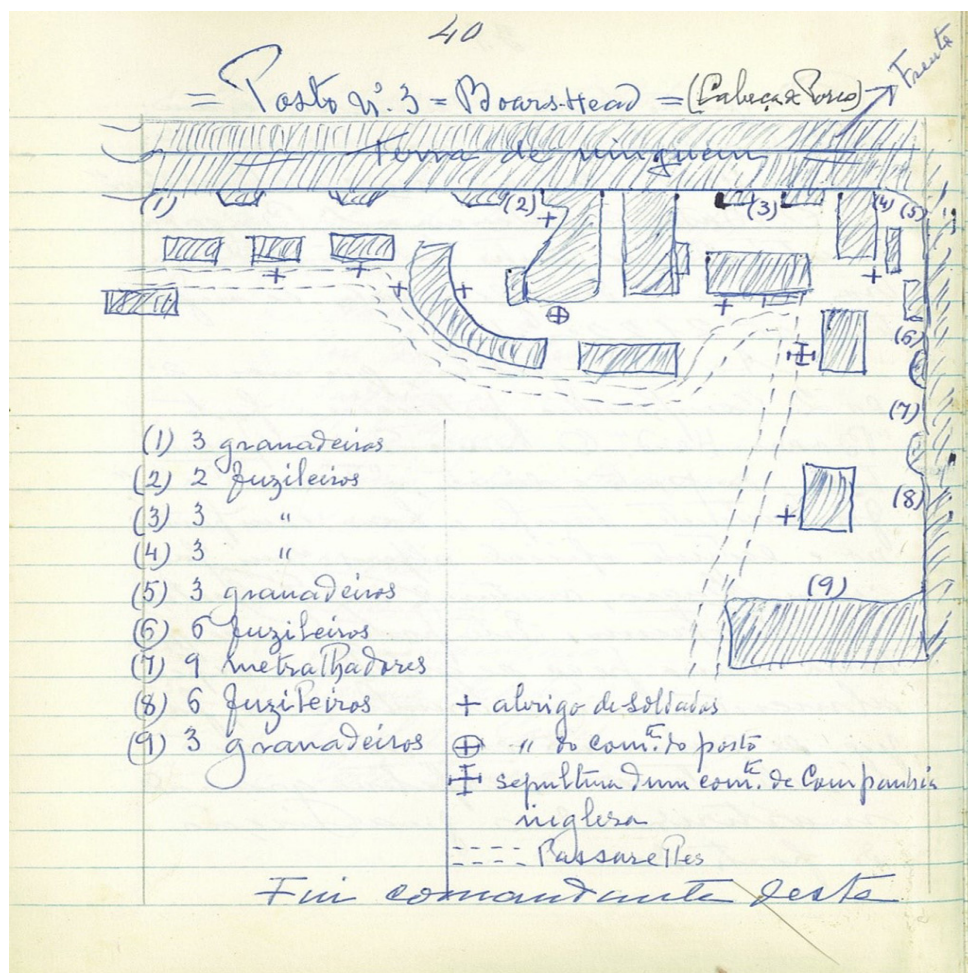 40
= Posto nº. 3 = Boars-Head = (Cabeça de Porco)
Frente
Terra de ninguem
(1) (2) (3) (4) (5)
(6)
(7)
(8)
(9)
(1) 3 granadeiros
(2) 2 fuzileiros
(3) 3 "
(4) 3 "
(5) 3 granadeiros
(6) 6 fuzileiros
(7) 9 metralhadores
(8) 6 fuzileiros
(9) 3 granadeiros
+ abrigo de soldados
" do comte. do posto
sepultura dum comte. de Companhia
inglesa
Passarelles
Fui comandante deste